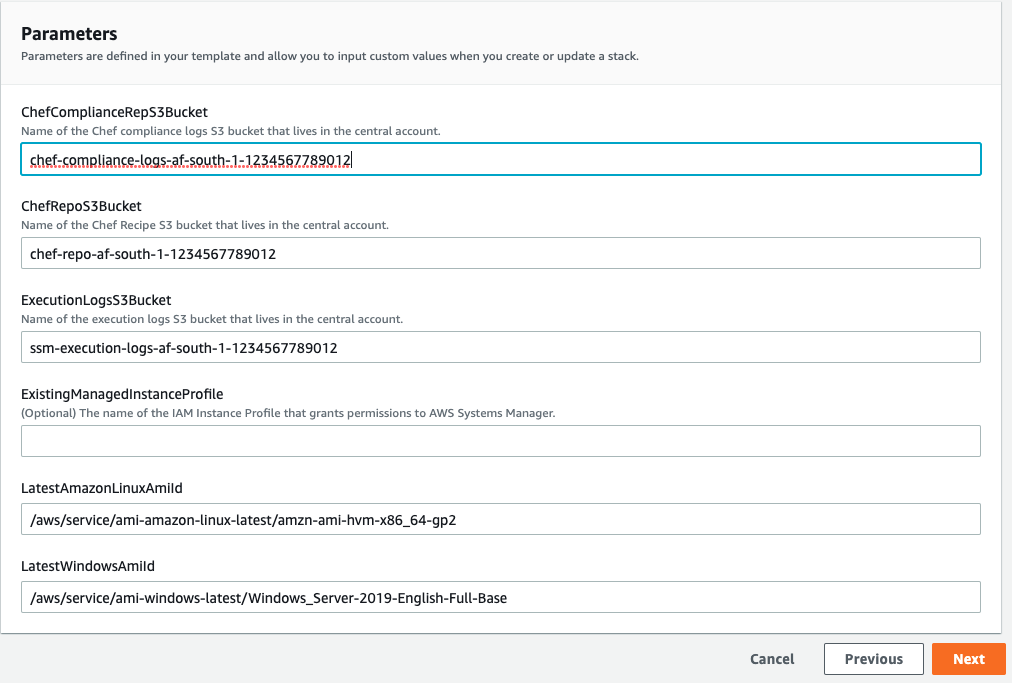 Parameters
Parameters are defined in your template and allow you to input custom values when you create or update a stack.
ChefComplianceRepS3Bucket
Name of the Chef compliance logs S3 bucket that lives in the central account.
chef-compliance-logs-af-south-1-1234567789012
ChefRepoS3Bucket
Name of the Chef Recipe S3 bucket that lives in the central account.
chef-repo-af-south-1-1234567789012
ExecutionLogsS3Bucket
Name of the execution logs S3 bucket that lives in the central account.
ssm-execution-logs-af-south-1-1234567789012
ExistingManagedInstanceProfile
(Optional) The name of the IAM Instance Profile that grants permissions to AWS Systems Manager.
LatestAmazonLinuxAmiId
/aws/service/ami-amazon-linux-latest/amzn-ami-hvm-x86_64-gp2
LatestWindowsAmiId
/aws/service/ami-windows-latest/Windows_Server-2019-English-Full-Base
Cancel Previous Next